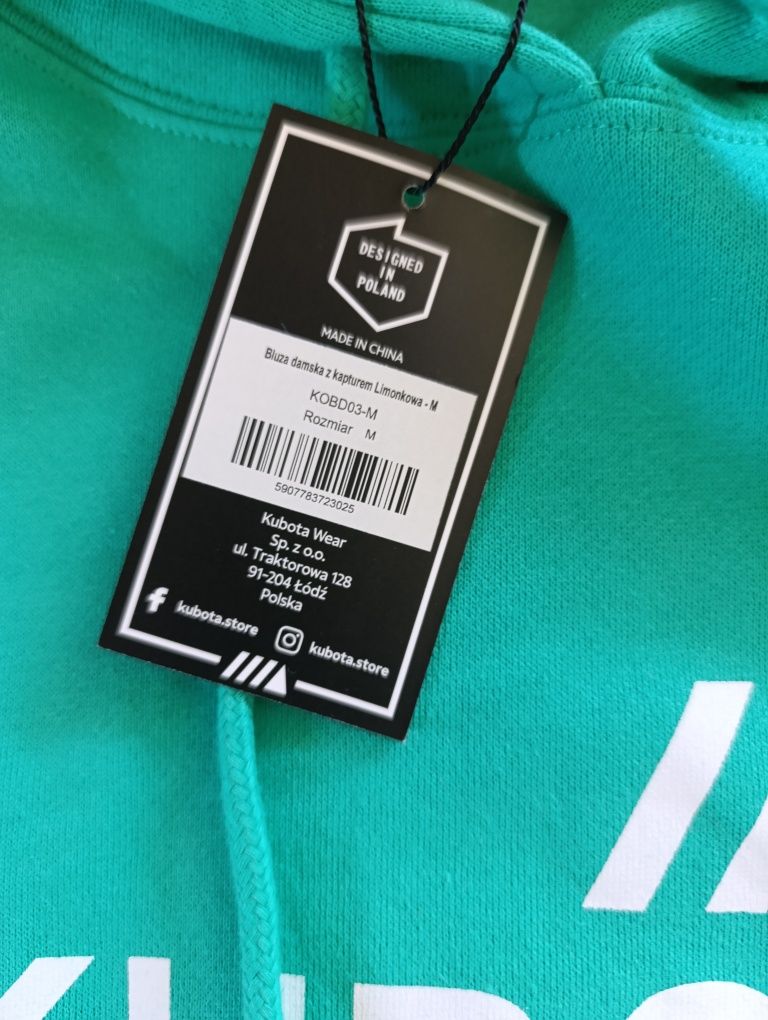 DESIGNED
IN
POLAND
MADE IN CHINA
Bluza damska z kapturem Limonkowa - M
KOBD03-M
Rozmiar M
5907783723025
Kubota Wear
Sp. z o.o.
ul. Traktorowa 128
91-204 Łódź
Polska
kubota.store
kubota.store